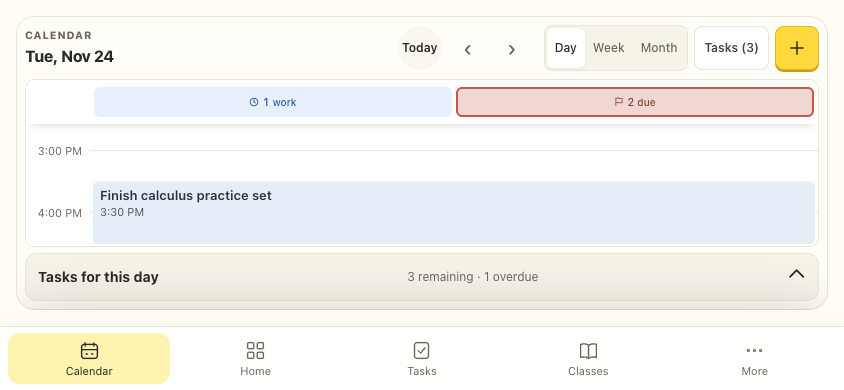 CALENDAR
Tue, Nov 24
Today
Day Week Month
Tasks (3)
1 work
2 due
3:00 PM
Finish calculus practice set
3:30 PM
4:00 PM
Tasks for this day
3 remaining · 1 overdue
Calendar
Home
Tasks
Classes
More